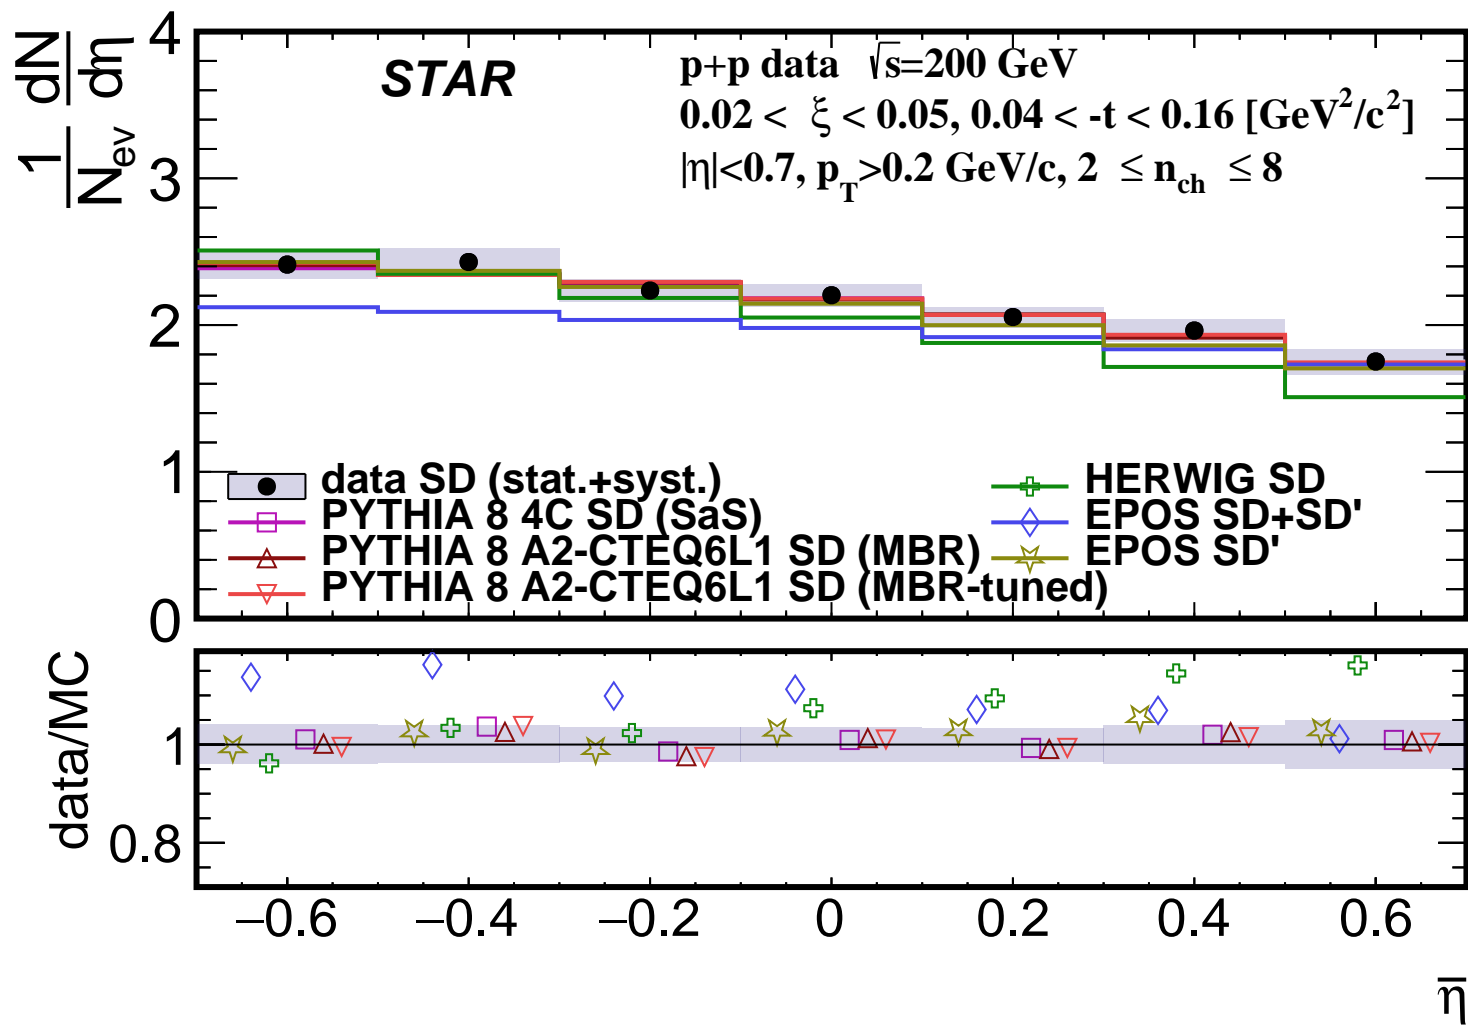 1/N_ev dN/dη
4
3
2
1
0
STAR
p+p data √s=200 GeV
0.02 < ξ < 0.05, 0.04 < -t < 0.16 [GeV²/c²]
|η|<0.7, p_T>0.2 GeV/c, 2 ≤ n_ch ≤ 8
data SD (stat.+syst.)
PYTHIA 8 4C SD (SaS)
PYTHIA 8 A2-CTEQ6L1 SD (MBR)
PYTHIA 8 A2-CTEQ6L1 SD (MBR-tuned)
HERWIG SD
EPOS SD+SD'
EPOS SD'
data/MC
1
0.8
−0.6 −0.4 −0.2 0 0.2 0.4 0.6
η̅